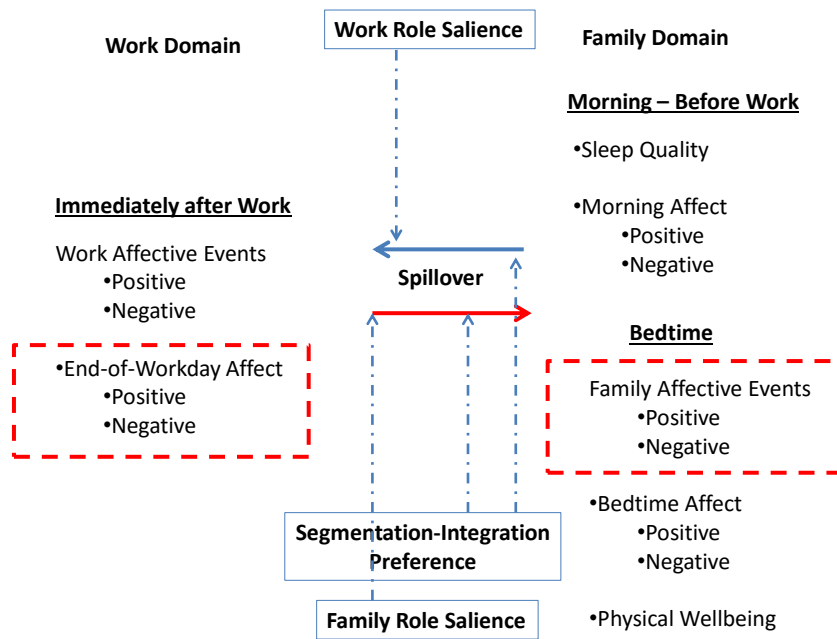 Work Domain
Work Role Salience
Family Domain
Morning – Before Work
•Sleep Quality
•Morning Affect
•Positive
•Negative
Immediately after Work
Work Affective Events
•Positive
•Negative
Spillover
•End-of-Workday Affect
•Positive
•Negative
Bedtime
Family Affective Events
•Positive
•Negative
•Bedtime Affect
•Positive
•Negative
•Physical Wellbeing
Segmentation-Integration
Preference
Family Role Salience